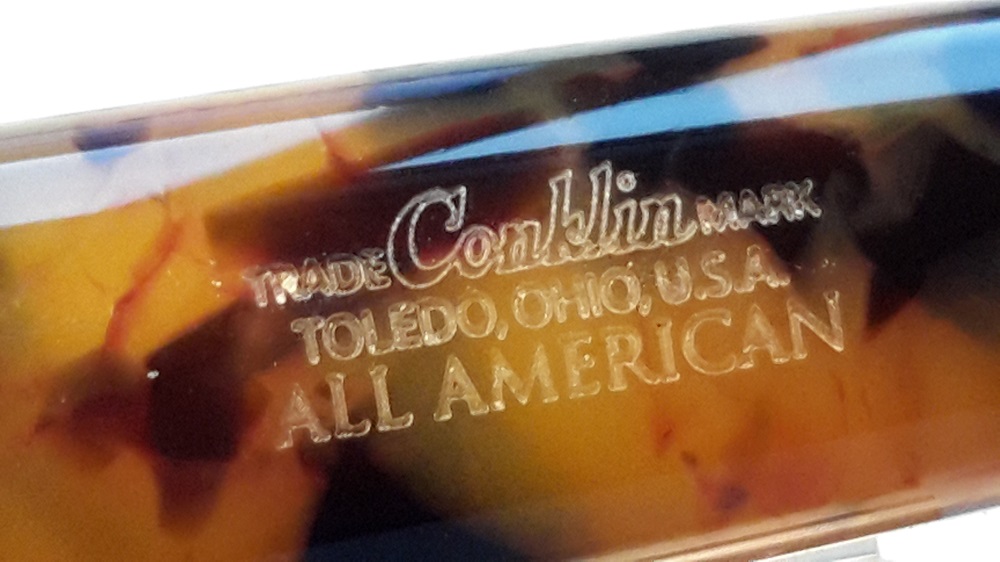 TRADE Conklin MARK
TOLEDO, OHIO, U.S.A.
ALL AMERICAN